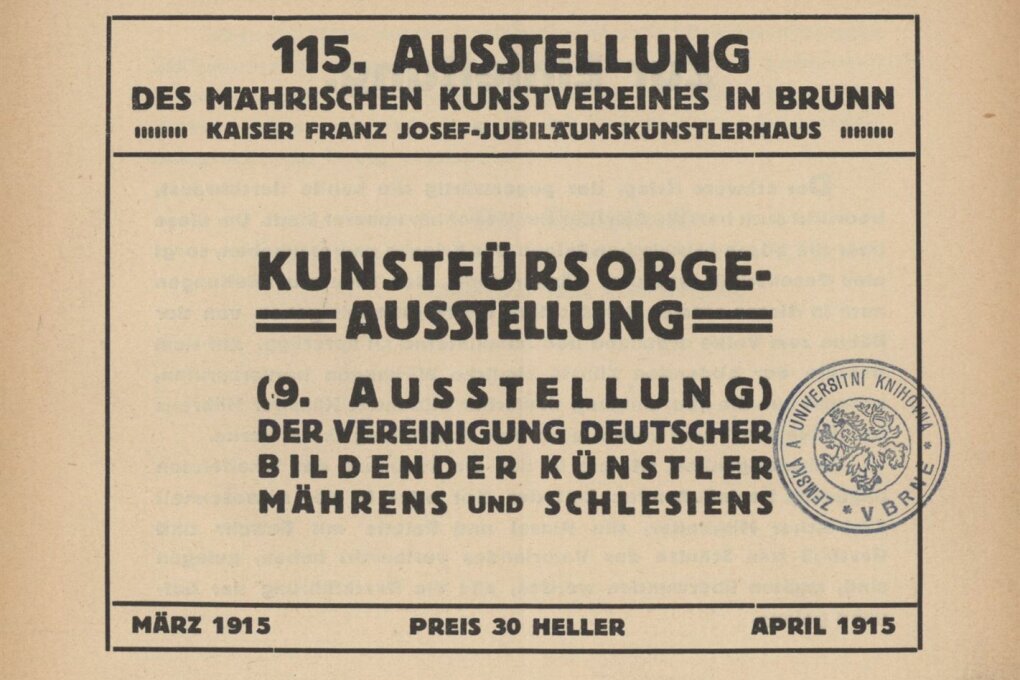 115. AUSSTELLUNG
DES MÄHRISCHEN KUNSTVEREINES IN BRÜNN
KAISER FRANZ JOSEF-JUBILÄUMSKÜNSTLERHAUS
KUNSTFÜRSORGE-
AUSSTELLUNG
(9. AUSSTELLUNG)
DER VEREINIGUNG DEUTSCHER
BILDENDER KÜNSTLER
MÄHRENS UND SCHLESIENS
ZEMSKÁ A UNIVERSITNÍ KNIHOVNA
* V BRNĚ *
MÄRZ 1915 PREIS 30 HELLER APRIL 1915